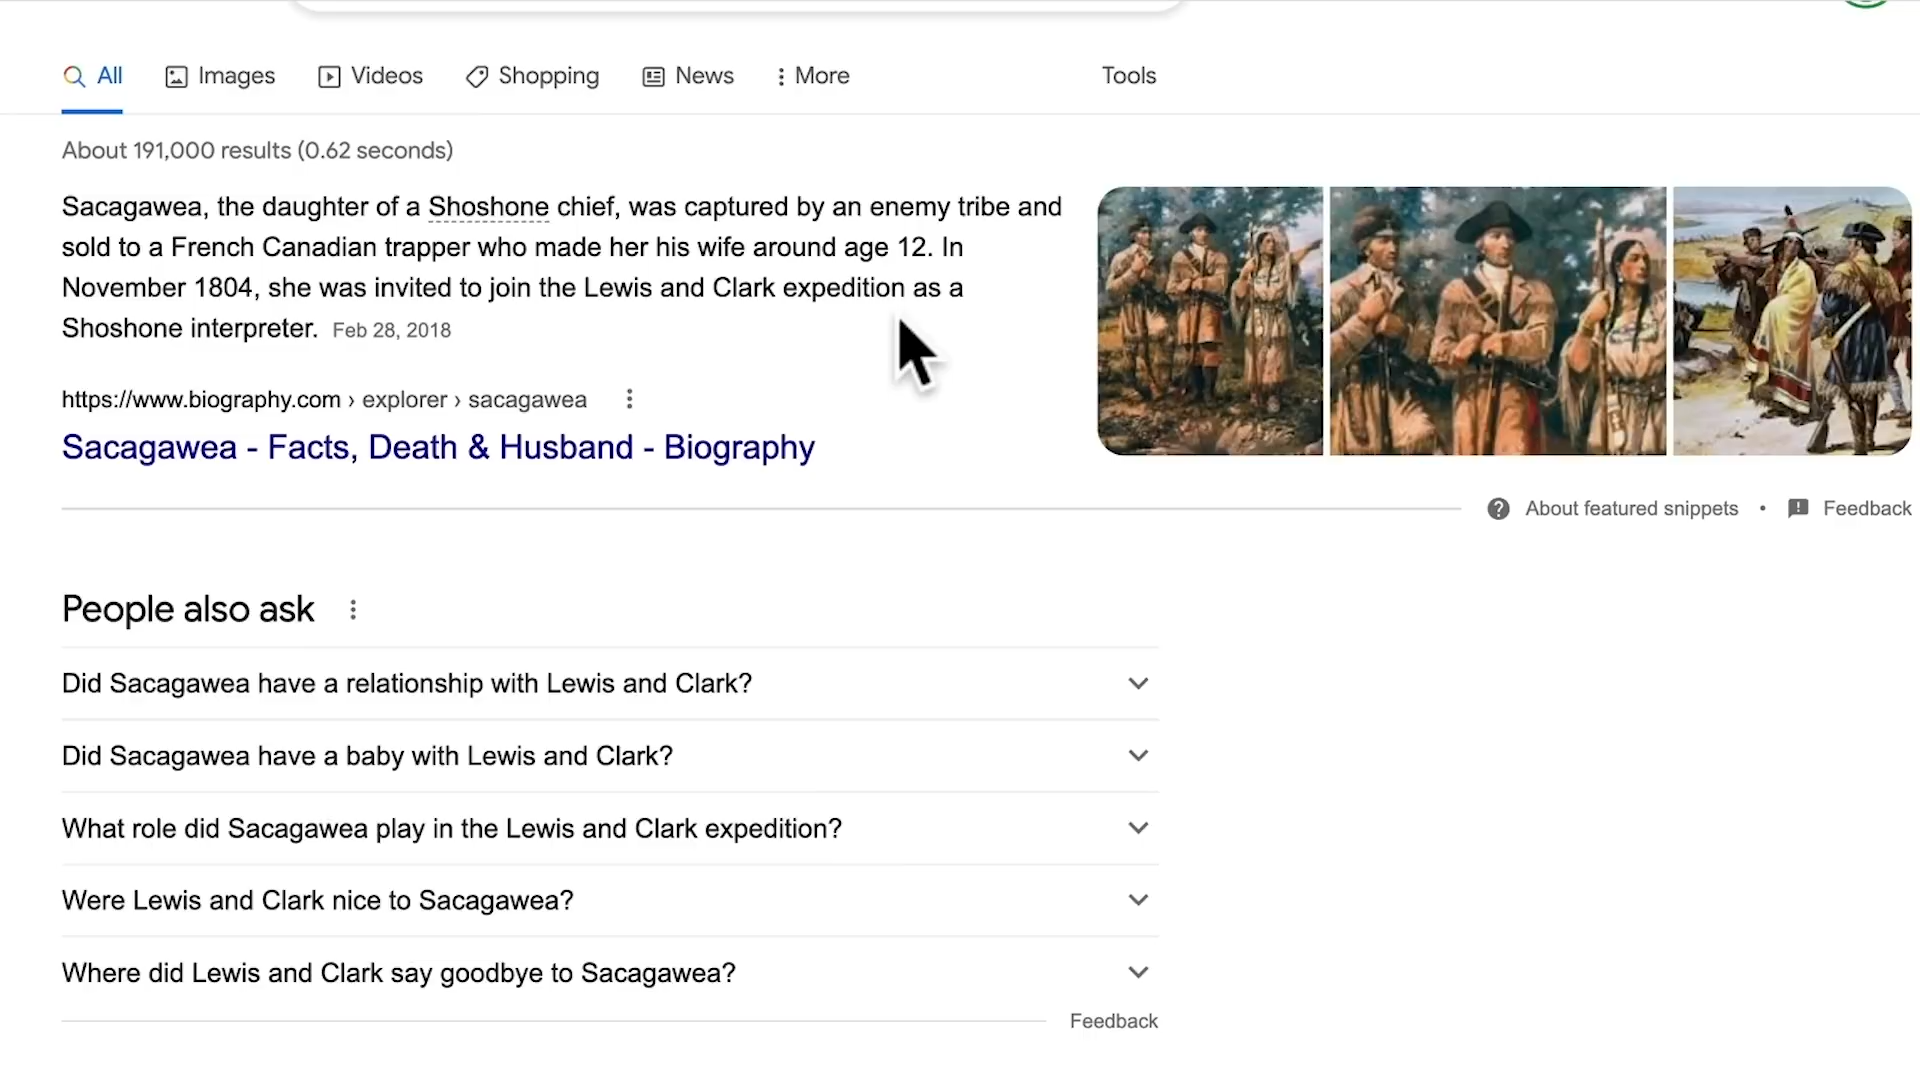 All Images Videos Shopping News More Tools
About 191,000 results (0.62 seconds)
Sacagawea, the daughter of a Shoshone chief, was captured by an enemy tribe and
sold to a French Canadian trapper who made her his wife around age 12. In
November 1804, she was invited to join the Lewis and Clark expedition as a
Shoshone interpreter. Feb 28, 2018
https://www.biography.com › explorer › sacagawea
Sacagawea - Facts, Death & Husband - Biography
About featured snippets • Feedback
People also ask
Did Sacagawea have a relationship with Lewis and Clark?
Did Sacagawea have a baby with Lewis and Clark?
What role did Sacagawea play in the Lewis and Clark expedition?
Were Lewis and Clark nice to Sacagawea?
Where did Lewis and Clark say goodbye to Sacagawea?
Feedback